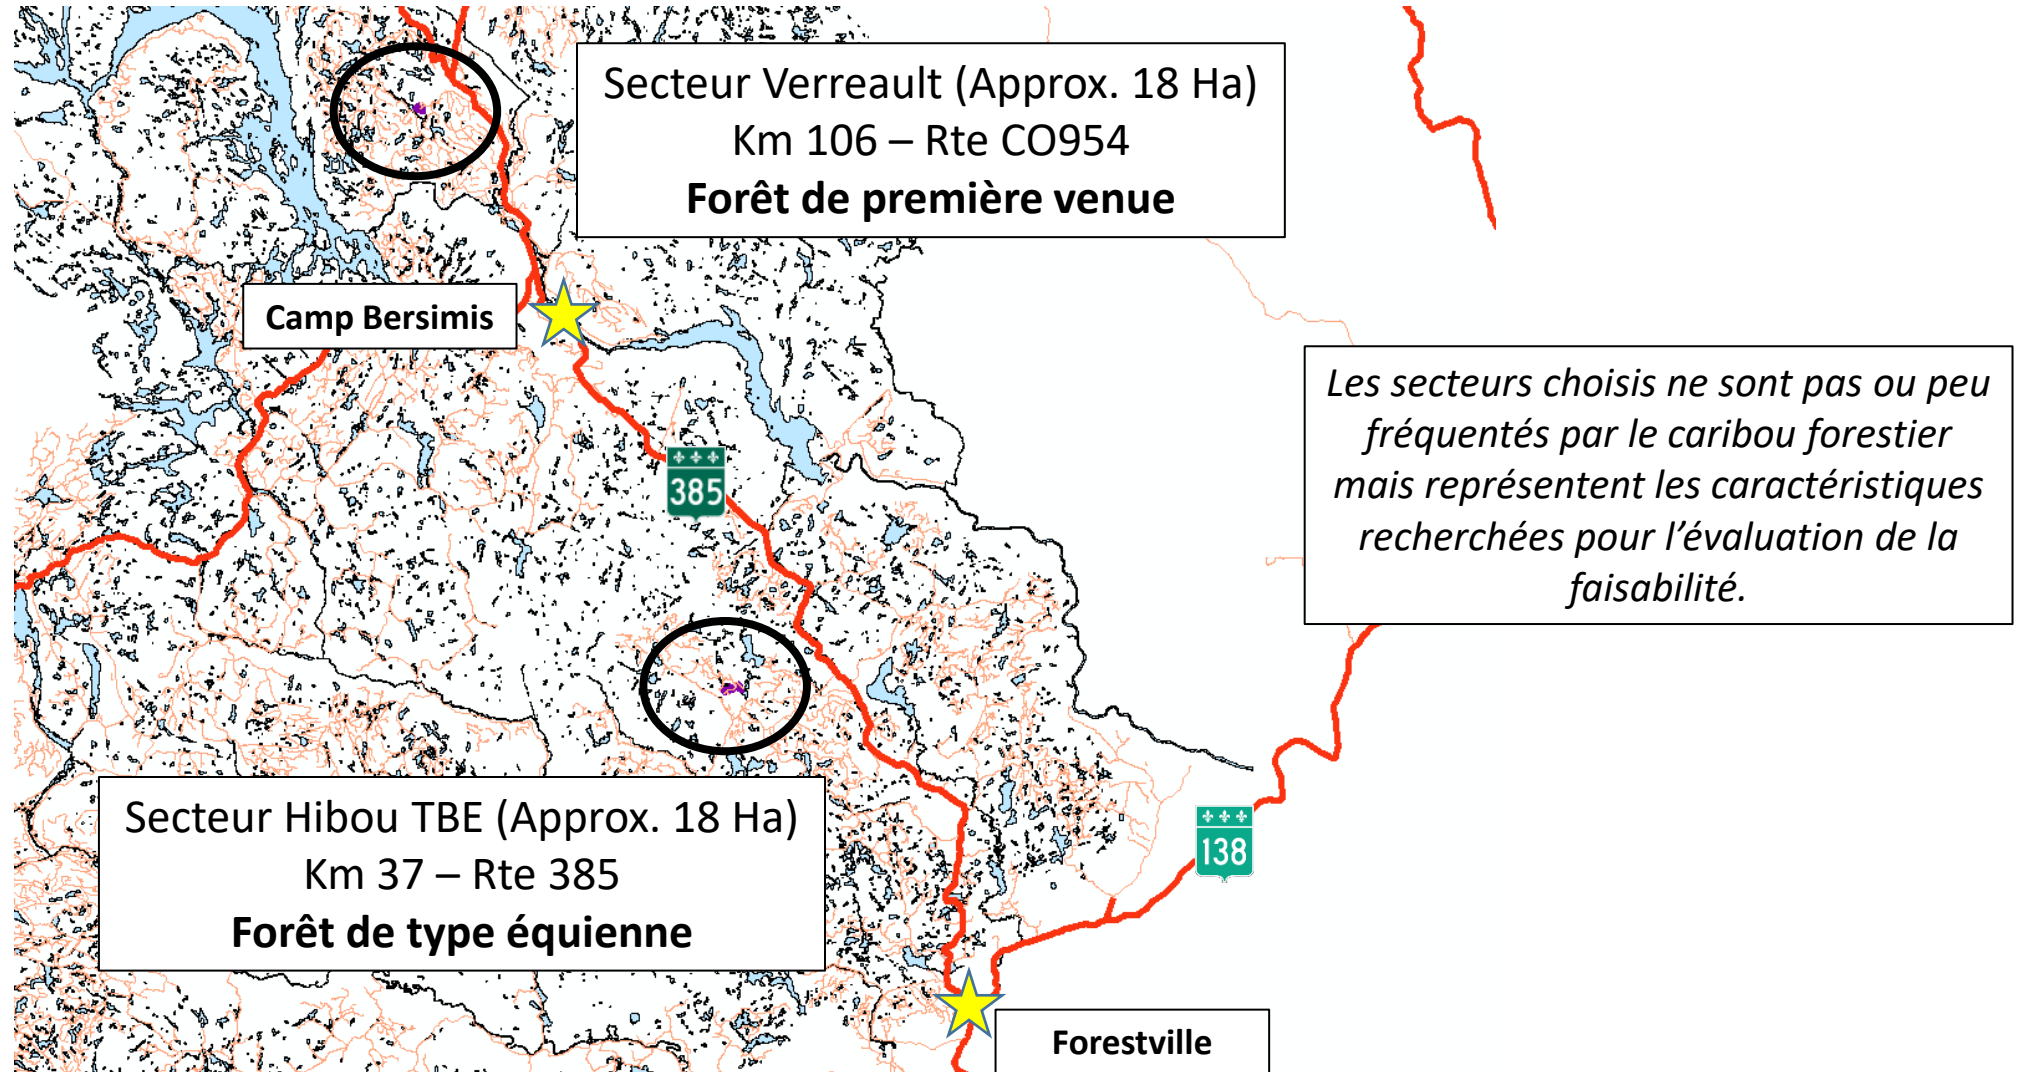 Secteur Verreault (Approx. 18 Ha)
Km 106 – Rte CO954
Forêt de première venue
Camp Bersimis
Les secteurs choisis ne sont pas ou peu
fréquentés par le caribou forestier
mais représentent les caractéristiques
recherchées pour l’évaluation de la
faisabilité.
385
Secteur Hibou TBE (Approx. 18 Ha)
Km 37 – Rte 385
Forêt de type équienne
138
Forestville